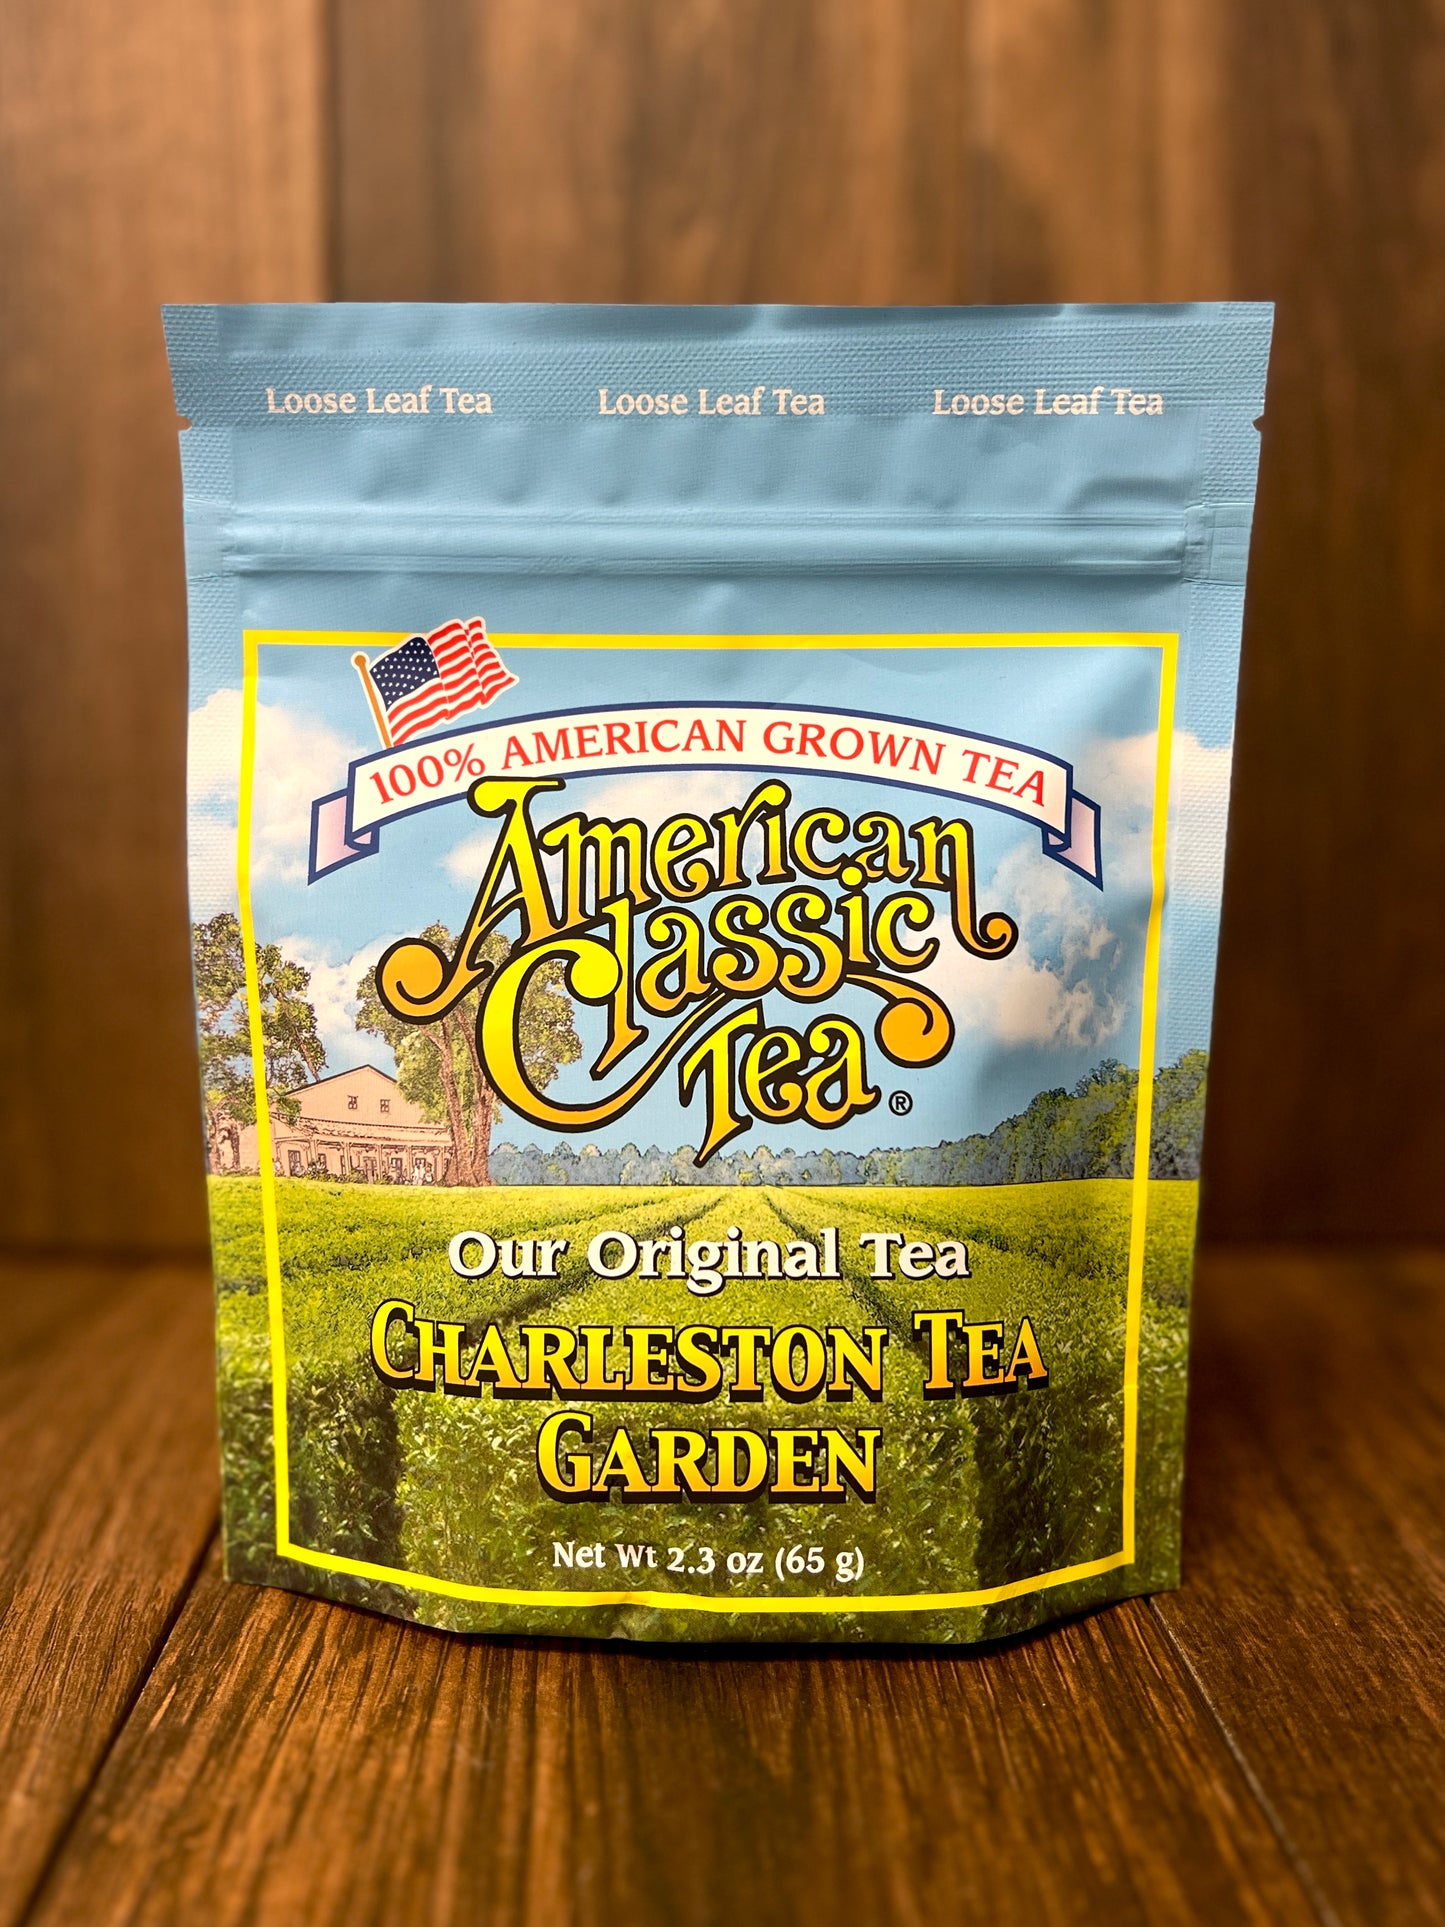 Loose Leaf Tea Loose Leaf Tea Loose Leaf Tea
100% AMERICAN GROWN TEA
American
Classic
Tea ®
Our Original Tea
CHARLESTON TEA
GARDEN
Net Wt 2.3 oz (65 g)